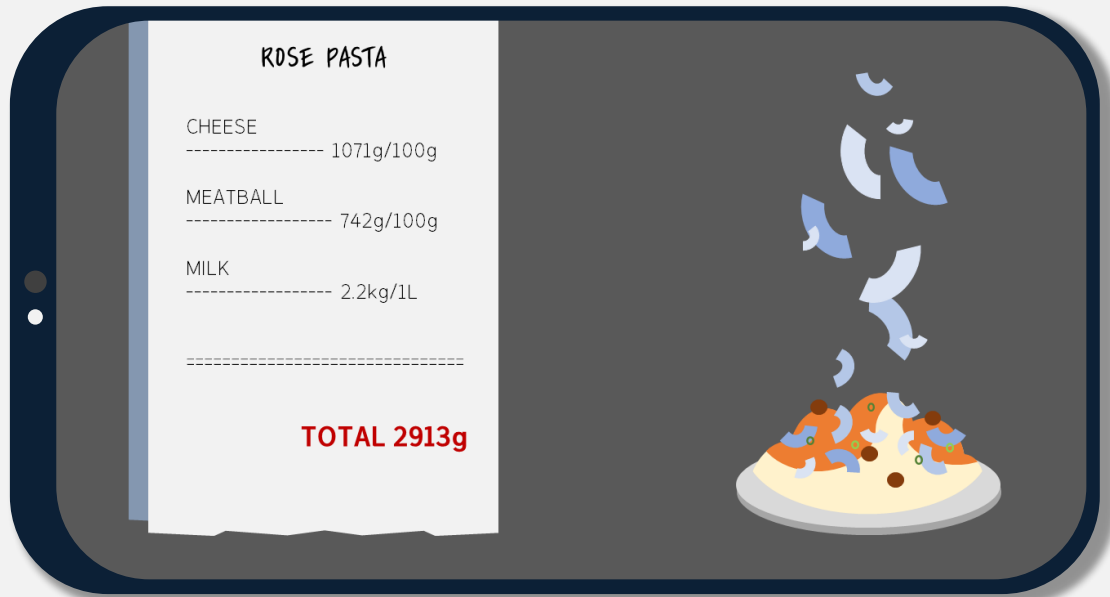 ROSE PASTA
CHEESE
---------------- 1071g/100g
MEATBALL
----------------- 742g/100g
MILK
----------------- 2.2kg/1L
=============================
TOTAL 2913g